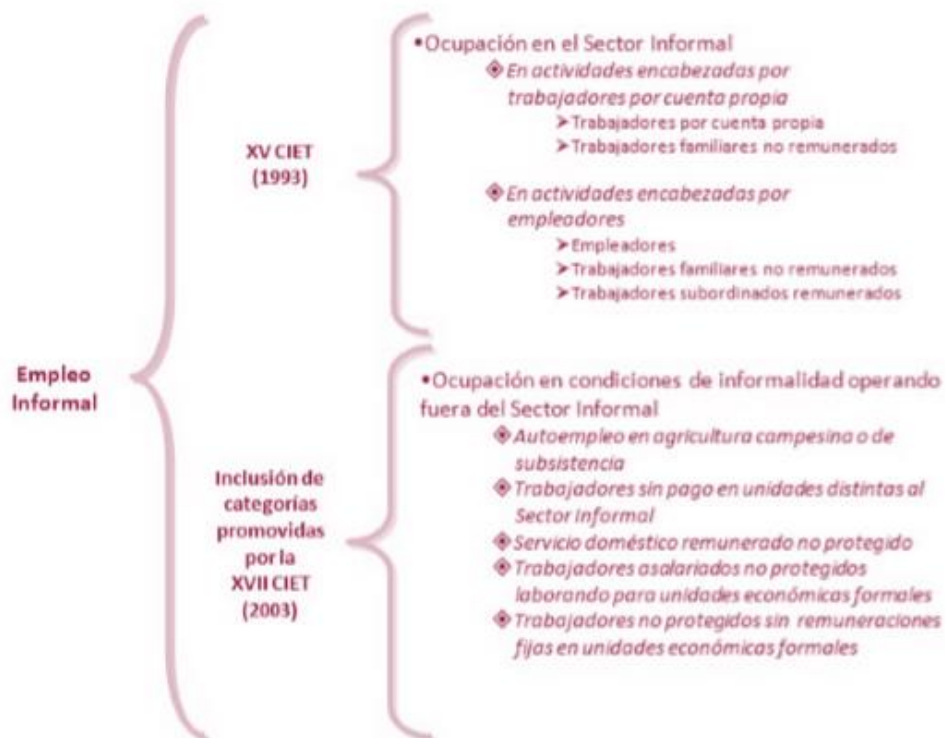 Empleo
Informal
XV CIET
(1993)
•Ocupación en el Sector Informal
En actividades encabezadas por
trabajadores por cuenta propia
➤Trabajadores por cuenta propia
➤Trabajadores familiares no remunerados
En actividades encabezadas por
empleadores
➤Empleadores
➤Trabajadores familiares no remunerados
➤Trabajadores subordinados remunerados
Inclusión de
categorías
promovidas
por la
XVII CIET
(2003)
•Ocupación en condiciones de informalidad operando
fuera del Sector Informal
Autoempleo en agricultura campesina o de
subsistencia
Trabajadores sin pago en unidades distintas al
Sector Informal
Servicio doméstico remunerado no protegido
Trabajadores asalariados no protegidos
laborando para unidades económicas formales
Trabajadores no protegidos sin remuneraciones
fijas en unidades económicas formales